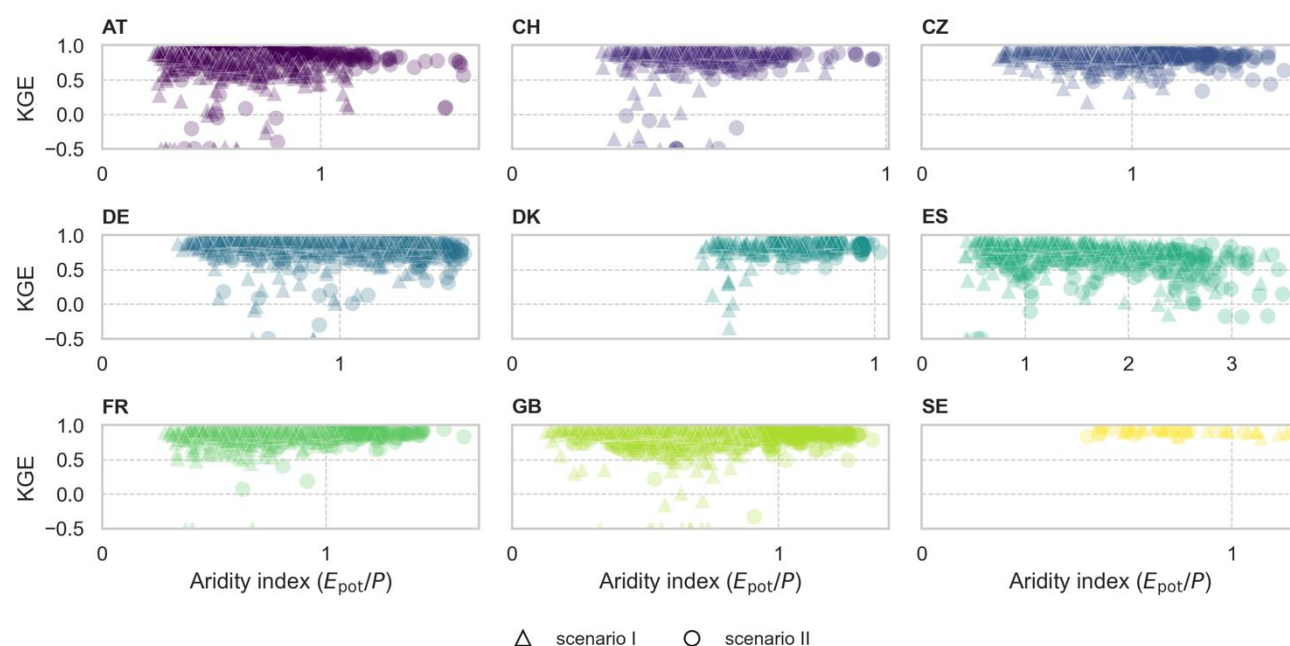 AT CH CZ
KGE
1.0
0.5
0.0
−0.5
0 1 0 1 0 1
DE DK ES
KGE
1.0
0.5
0.0
−0.5
0 1 0 1 0 1 2 3
FR GB SE
KGE
1.0
0.5
0.0
−0.5
0 1 0 1 0 1
Aridity index (E_pot/P) Aridity index (E_pot/P) Aridity index (E_pot/P)
scenario I scenario II